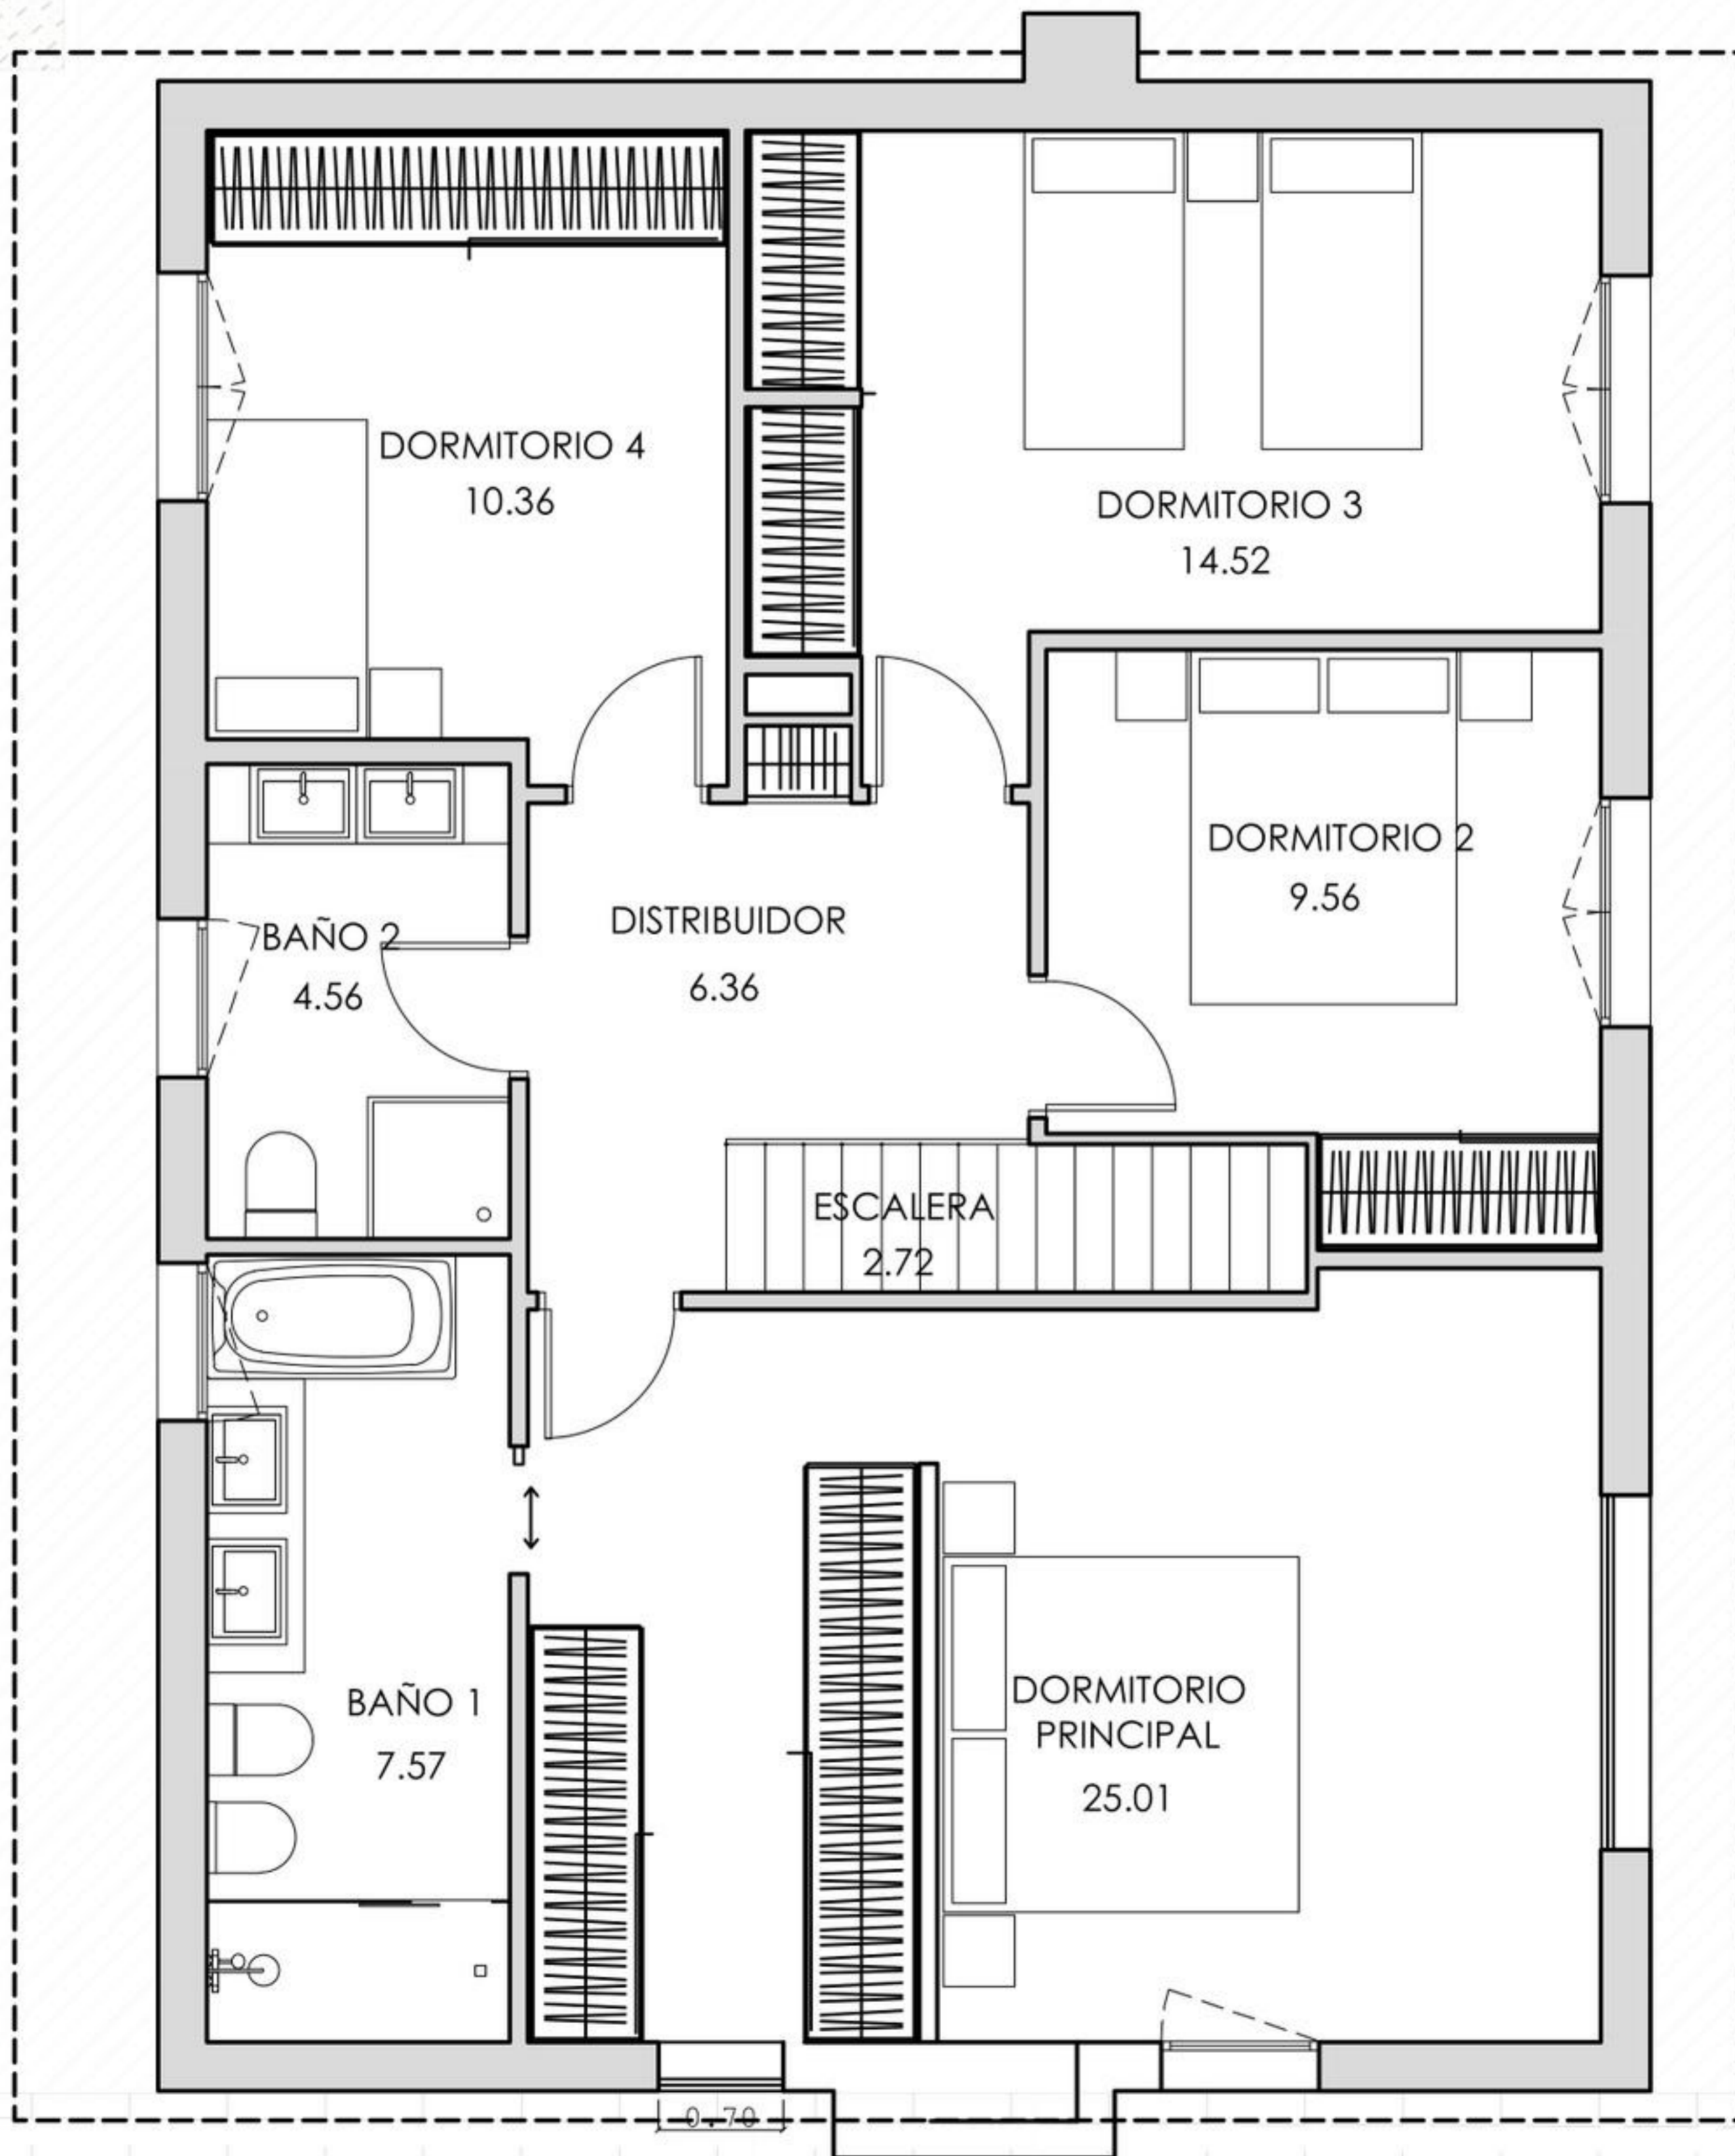 DORMITORIO 4
10.36
DORMITORIO 3
14.52
DORMITORIO 2
9.56
BAÑO 2
4.56
DISTRIBUIDOR
6.36
ESCALERA
2.72
BAÑO 1
7.57
DORMITORIO
PRINCIPAL
25.01
0.70